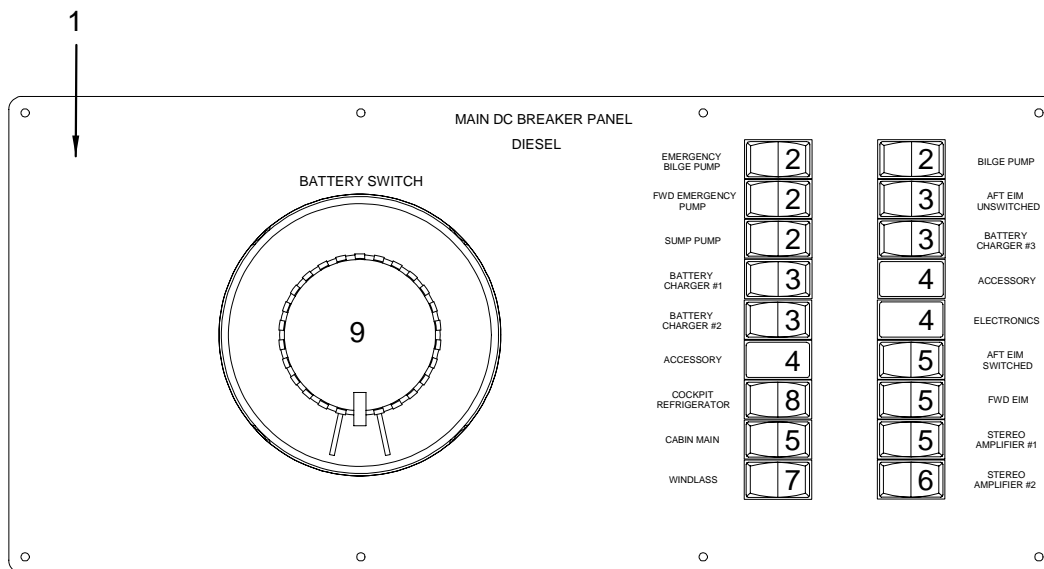 1
MAIN DC BREAKER PANEL
DIESEL
BATTERY SWITCH
9
EMERGENCY
BILGE PUMP
2
2
BILGE PUMP
FWD EMERGENCY
PUMP
2
3
AFT EIM
UNSWITCHED
SUMP PUMP
2
3
BATTERY
CHARGER #3
BATTERY
CHARGER #1
3
4
ACCESSORY
BATTERY
CHARGER #2
3
4
ELECTRONICS
ACCESSORY
4
5
AFT EIM
SWITCHED
COCKPIT
REFRIGERATOR
8
5
FWD EIM
CABIN MAIN
5
5
STEREO
AMPLIFIER #1
WINDLASS
7
6
STEREO
AMPLIFIER #2